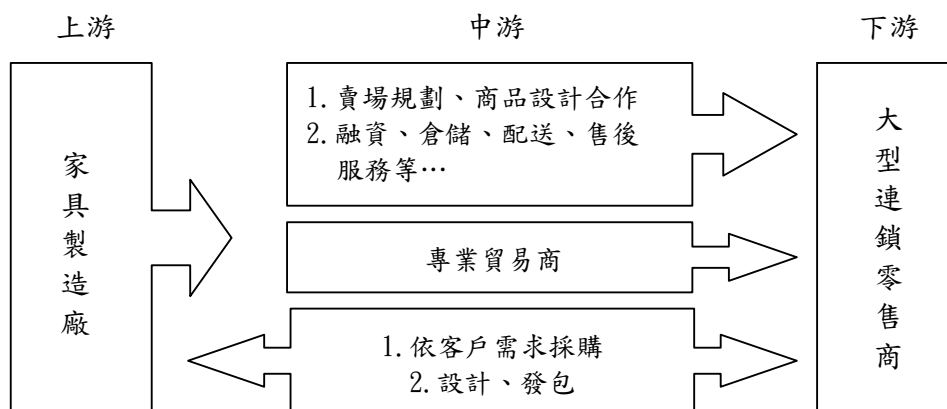 上游
中游
下游
家具製造廠
1.賣場規劃、商品設計合作
2.融資、倉儲、配送、售後
服務等…
專業貿易商
1.依客戶需求採購
2.設計、發包
大型連鎖零售商